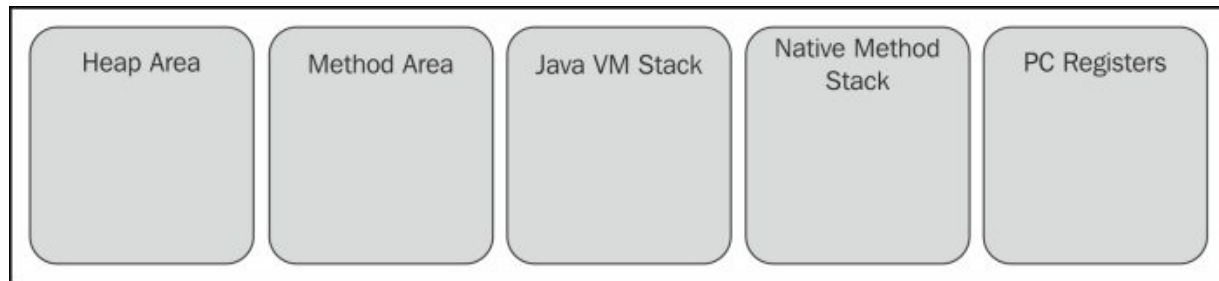 Heap Area
Method Area
Java VM Stack
Native Method
Stack
PC Registers